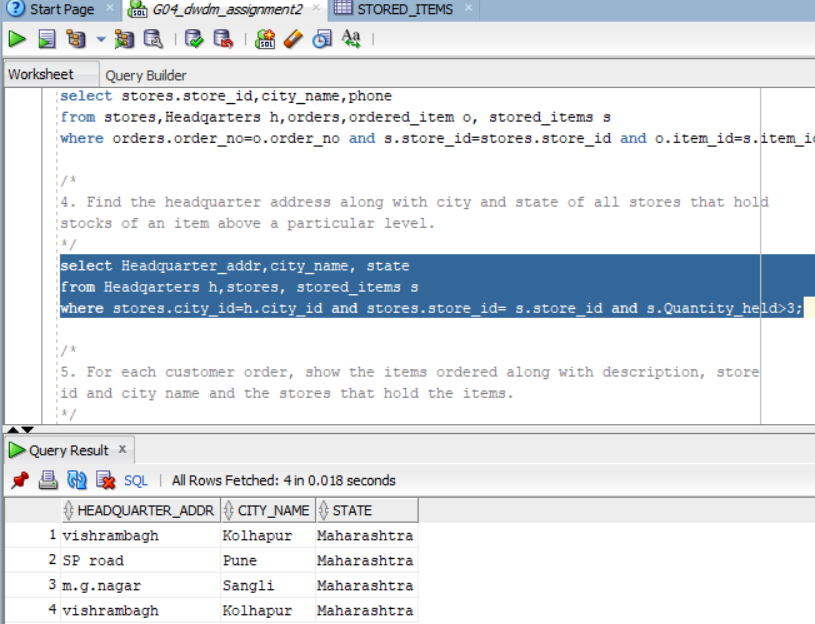 Start Page
G04_dwdm_assignment2
STORED_ITEMS
SQL
Aa
Worksheet
Query Builder
select stores.store_id,city_name,phone
from stores,Headqarters h,orders,ordered_item o, stored_items s
where orders.order_no=o.order_no and s.store_id=stores.store_id and o.item_id=s.item_i
/*
4. Find the headquarter address along with city and state of all stores that hold
stocks of an item above a particular level.
*/
select Headquarter_addr,city_name, state
from Headqarters h,stores, stored_items s
where stores.city_id=h.city_id and stores.store_id= s.store_id and s.Quantity_held>3;
/*
5. For each customer order, show the items ordered along with description, store
id and city name and the stores that hold the items.
*/
Query Result x
SQL | All Rows Fetched: 4 in 0.018 seconds
HEADQUARTER_ADDR CITY_NAME STATE
1 vishrambagh Kolhapur Maharashtra
2 SP road Pune Maharashtra
3 m.g.nagar Sangli Maharashtra
4 vishrambagh Kolhapur Maharashtra